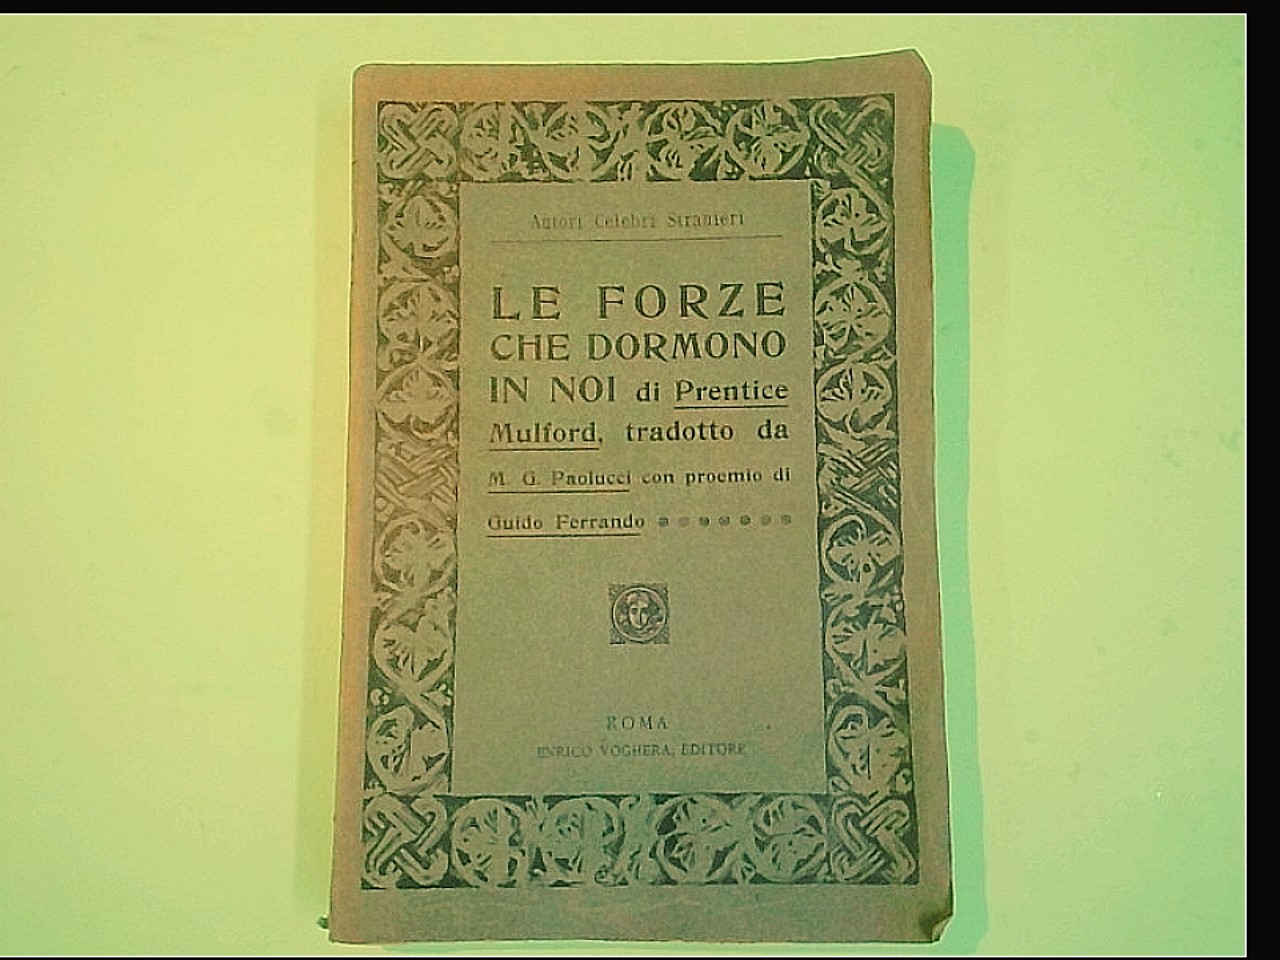 Autori Celebri Stranieri
LE FORZE
CHE DORMONO
IN NOI di Prentice
Mulford, tradotto da
M. G. Paolucci con proemio di
Guido Ferrando
ROMA
ENRICO VOGHERA, EDITORE